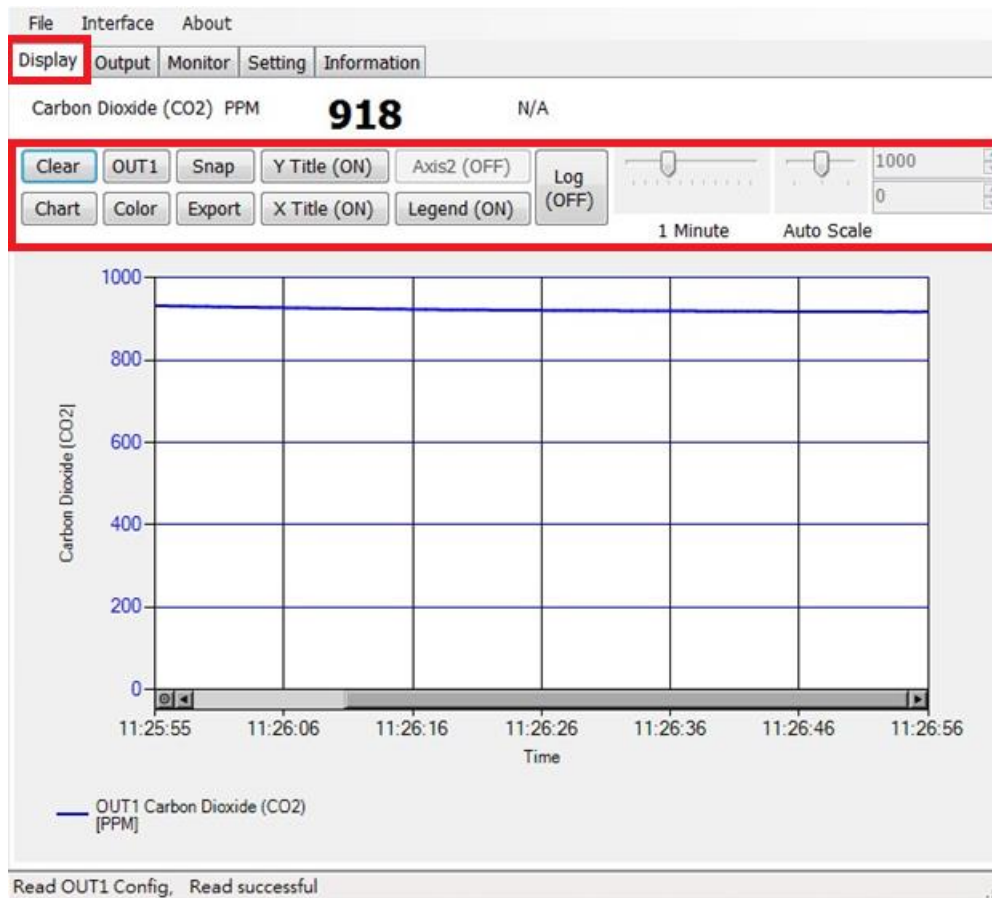 File Interface About
Display Output Monitor Setting Information
Carbon Dioxide (CO2) PPM 918 N/A
Clear OUT1 Snap Y Title (ON) Axis2 (OFF) Log (OFF) 1000
Chart Color Export X Title (ON) Legend (ON) 0
1 Minute Auto Scale
1000
800
600
400
200
0
Carbon Dioxide (CO2]
11:25:55 11:26:06 11:26:16 11:26:26 11:26:36 11:26:46 11:26:56
Time
OUT1 Carbon Dioxide (CO2)
[PPM]
Read OUT1 Config, Read successful